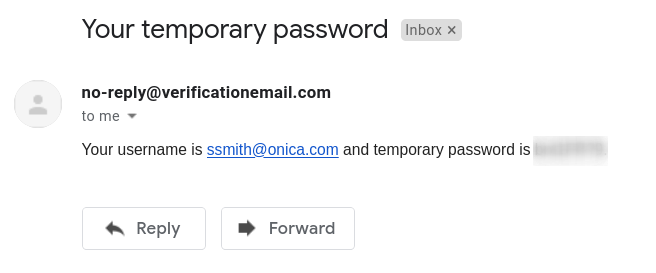 Your temporary password Inbox ×
no-reply@verificationemail.com
to me
Your username is ssmith@onica.com and temporary password is
Reply Forward